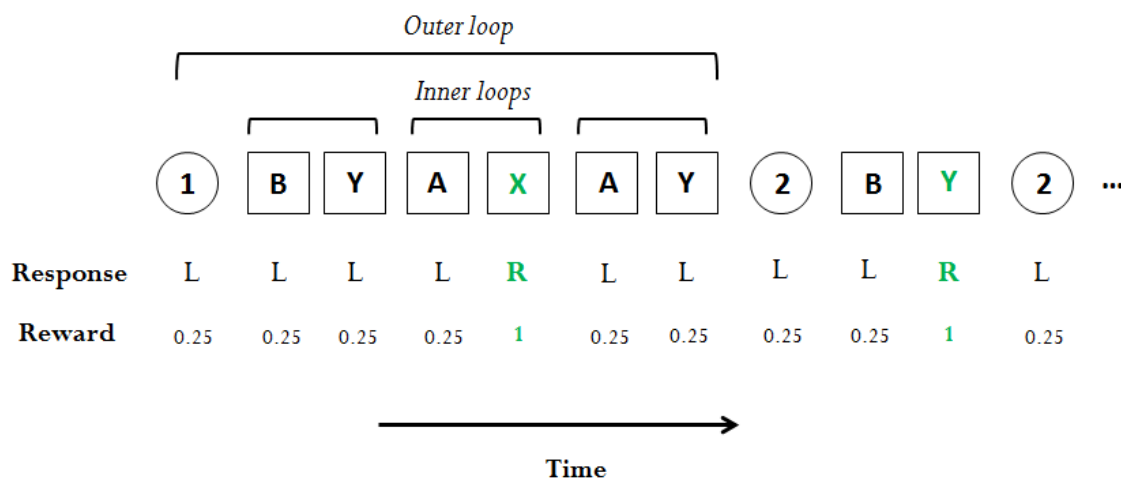 Outer loop
Inner loops
1 B Y A X A Y 2 B Y 2 ...
Response L L L L R L L L L R L
Reward 0.25 0.25 0.25 0.25 1 0.25 0.25 0.25 0.25 1 0.25
Time